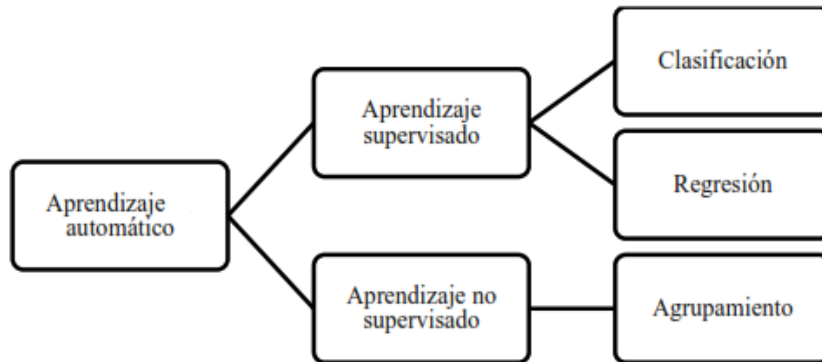 Aprendizaje
automático
Aprendizaje
supervisado
Clasificación
Regresión
Aprendizaje no
supervisado
Agrupamiento